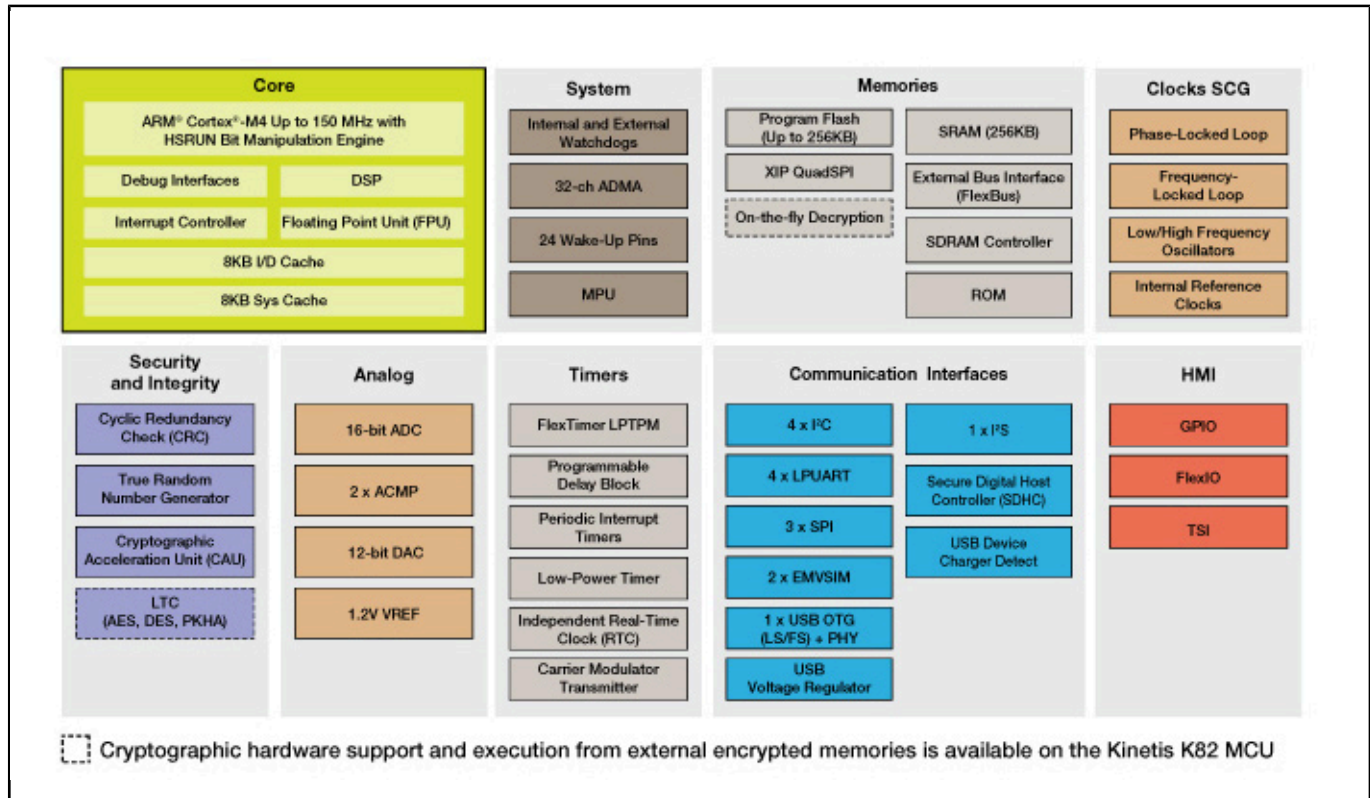 Core
ARM® Cortex®-M4 Up to 150 MHz with
HSRUN Bit Manipulation Engine
Debug Interfaces
DSP
Interrupt Controller
Floating Point Unit (FPU)
8KB I/D Cache
8KB Sys Cache
System
Internal and External
Watchdogs
32-ch ADMA
24 Wake-Up Pins
MPU
Memories
Program Flash
(Up to 256KB)
XIP QuadSPI
On-the-fly Decryption
SRAM (256KB)
External Bus Interface
(FlexBus)
SDRAM Controller
ROM
Clocks SCG
Phase-Locked Loop
Frequency-
Locked Loop
Low/High Frequency
Oscillators
Internal Reference
Clocks
Security
and Integrity
Cyclic Redundancy
Check (CRC)
True Random
Number Generator
Cryptographic
Acceleration Unit (CAU)
LTC
(AES, DES, PKHA)
Analog
16-bit ADC
2 x ACMP
12-bit DAC
1.2V VREF
Timers
FlexTimer LPTPM
Programmable
Delay Block
Periodic Interrupt
Timers
Low-Power Timer
Independent Real-Time
Clock (RTC)
Carrier Modulator
Transmitter
Communication Interfaces
4 x I²C
4 x LPUART
3 x SPI
2 x EMVSIM
1 x USB OTG
(LS/FS) + PHY
USB
Voltage Regulator
1 x I²S
Secure Digital Host
Controller (SDHC)
USB Device
Charger Detect
HMI
GPIO
FlexIO
TSI
Cryptographic hardware support and execution from external encrypted memories is available on the Kinetis K82 MCU